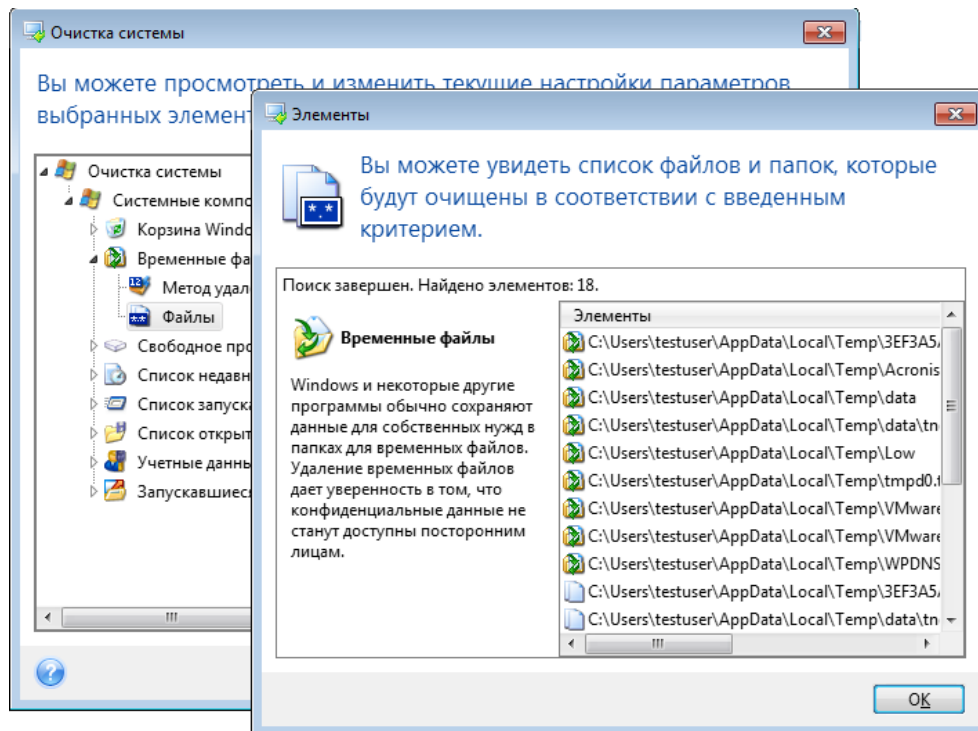 Очистка системы
Вы можете просмотреть и изменить текущие настройки параметров
выбранных элемент
Очистка системы
Системные компо
Корзина Windo
Временные фа
Метод удал
Файлы
Свободное про
Список недавн
Список запуска
Список открыт
Учетные данны
Запускавшиеся
Элементы
Вы можете увидеть список файлов и папок, которые
будут очищены в соответствии с введенным
критерием.
Поиск завершен. Найдено элементов: 18.
Временные файлы
Windows и некоторые другие
программы обычно сохраняют
данные для собственных нужд в
папках для временных файлов.
Удаление временных файлов
дает уверенность в том, что
конфиденциальные данные не
станут доступны посторонним
лицам.
Элементы
C:\Users\testuser\AppData\Local\Temp\3EF3A5
C:\Users\testuser\AppData\Local\Temp\Acronis
C:\Users\testuser\AppData\Local\Temp\data
C:\Users\testuser\AppData\Local\Temp\data\tn
C:\Users\testuser\AppData\Local\Temp\Low
C:\Users\testuser\AppData\Local\Temp\tmpd0.
C:\Users\testuser\AppData\Local\Temp\VMware
C:\Users\testuser\AppData\Local\Temp\VMware
C:\Users\testuser\AppData\Local\Temp\WPDNS
C:\Users\testuser\AppData\Local\Temp\3EF3A5
C:\Users\testuser\AppData\Local\Temp\data\tn
OK